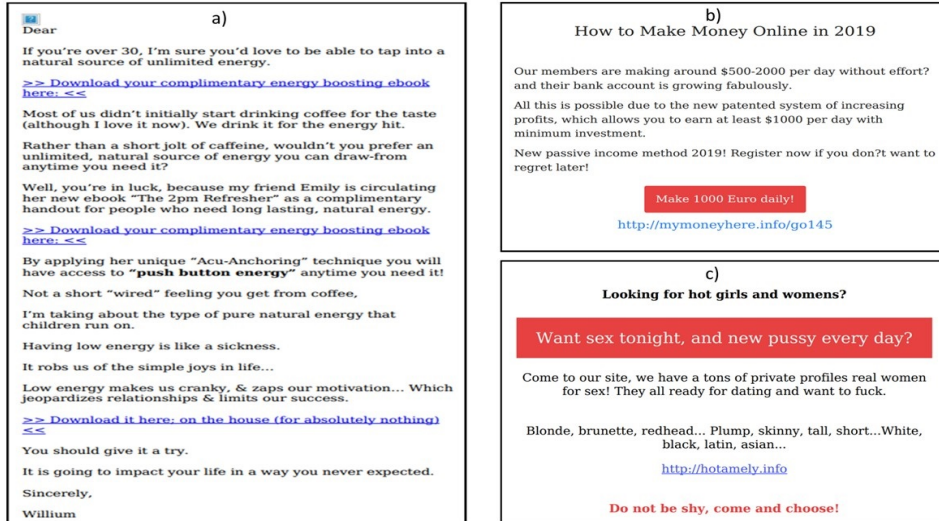 a)
Dear
If you're over 30, I'm sure you'd love to be able to tap into a
natural source of unlimited energy.
>> Download your complimentary energy boosting ebook
here: <<
Most of us didn't initially start drinking coffee for the taste
(although I love it now). We drink it for the energy hit.
Rather than a short jolt of caffeine, wouldn't you prefer an
unlimited, natural source of energy you can draw-from
anytime you need it?
Well, you're in luck, because my friend Emily is circulating
her new ebook "The 2pm Refresher" as a complimentary
handout for people who need long lasting, natural energy.
>> Download your complimentary energy boosting ebook
here: <<
By applying her unique "Acu-Anchoring" technique you will
have access to "push button energy" anytime you need it!
Not a short "wired" feeling you get from coffee,
I'm taking about the type of pure natural energy that
children run on.
Having low energy is like a sickness.
It robs us of the simple joys in life...
Low energy makes us cranky, & zaps our motivation... Which
jeopardizes relationships & limits our success.
>> Download it here; on the house (for absolutely nothing)
<<
You should give it a try.
It is going to impact your life in a way you never expected.
Sincerely,
Willium
b)
How to Make Money Online in 2019
Our members are making around $500-2000 per day without effort?
and their bank account is growing fabulously.
All this is possible due to the new patented system of increasing
profits, which allows you to earn at least $1000 per day with
minimum investment.
New passive income method 2019! Register now if you don?t want to
regret later!
Make 1000 Euro daily!
http://mymoneyhere.info/go145
c)
Looking for hot girls and womens?
Want sex tonight, and new pussy every day?
Come to our site, we have a tons of private profiles real women
for sex! They all ready for dating and want to fuck.
Blonde, brunette, redhead... Plump, skinny, tall, short...White,
black, latin, asian...
http://hotamely.info
Do not be shy, come and choose!